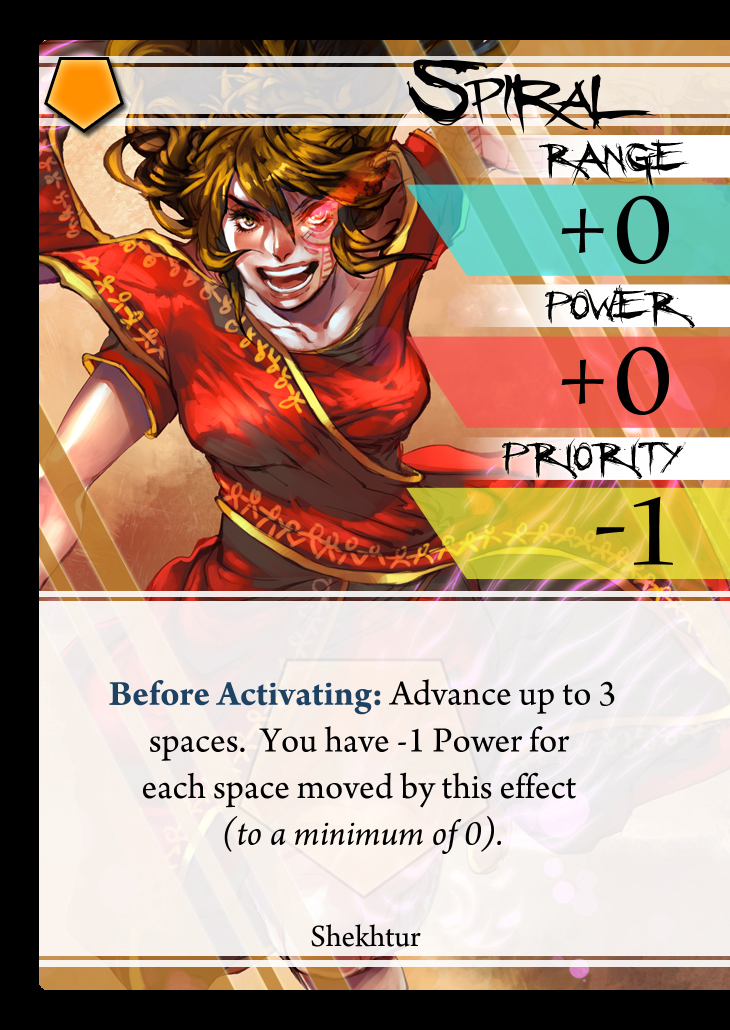 SPIRAL
RANGE
+0
POWER
+0
PRIORITY
-1
Before Activating: Advance up to 3
spaces. You have -1 Power for
each space moved by this effect
(to a minimum of 0).
Shekhtur